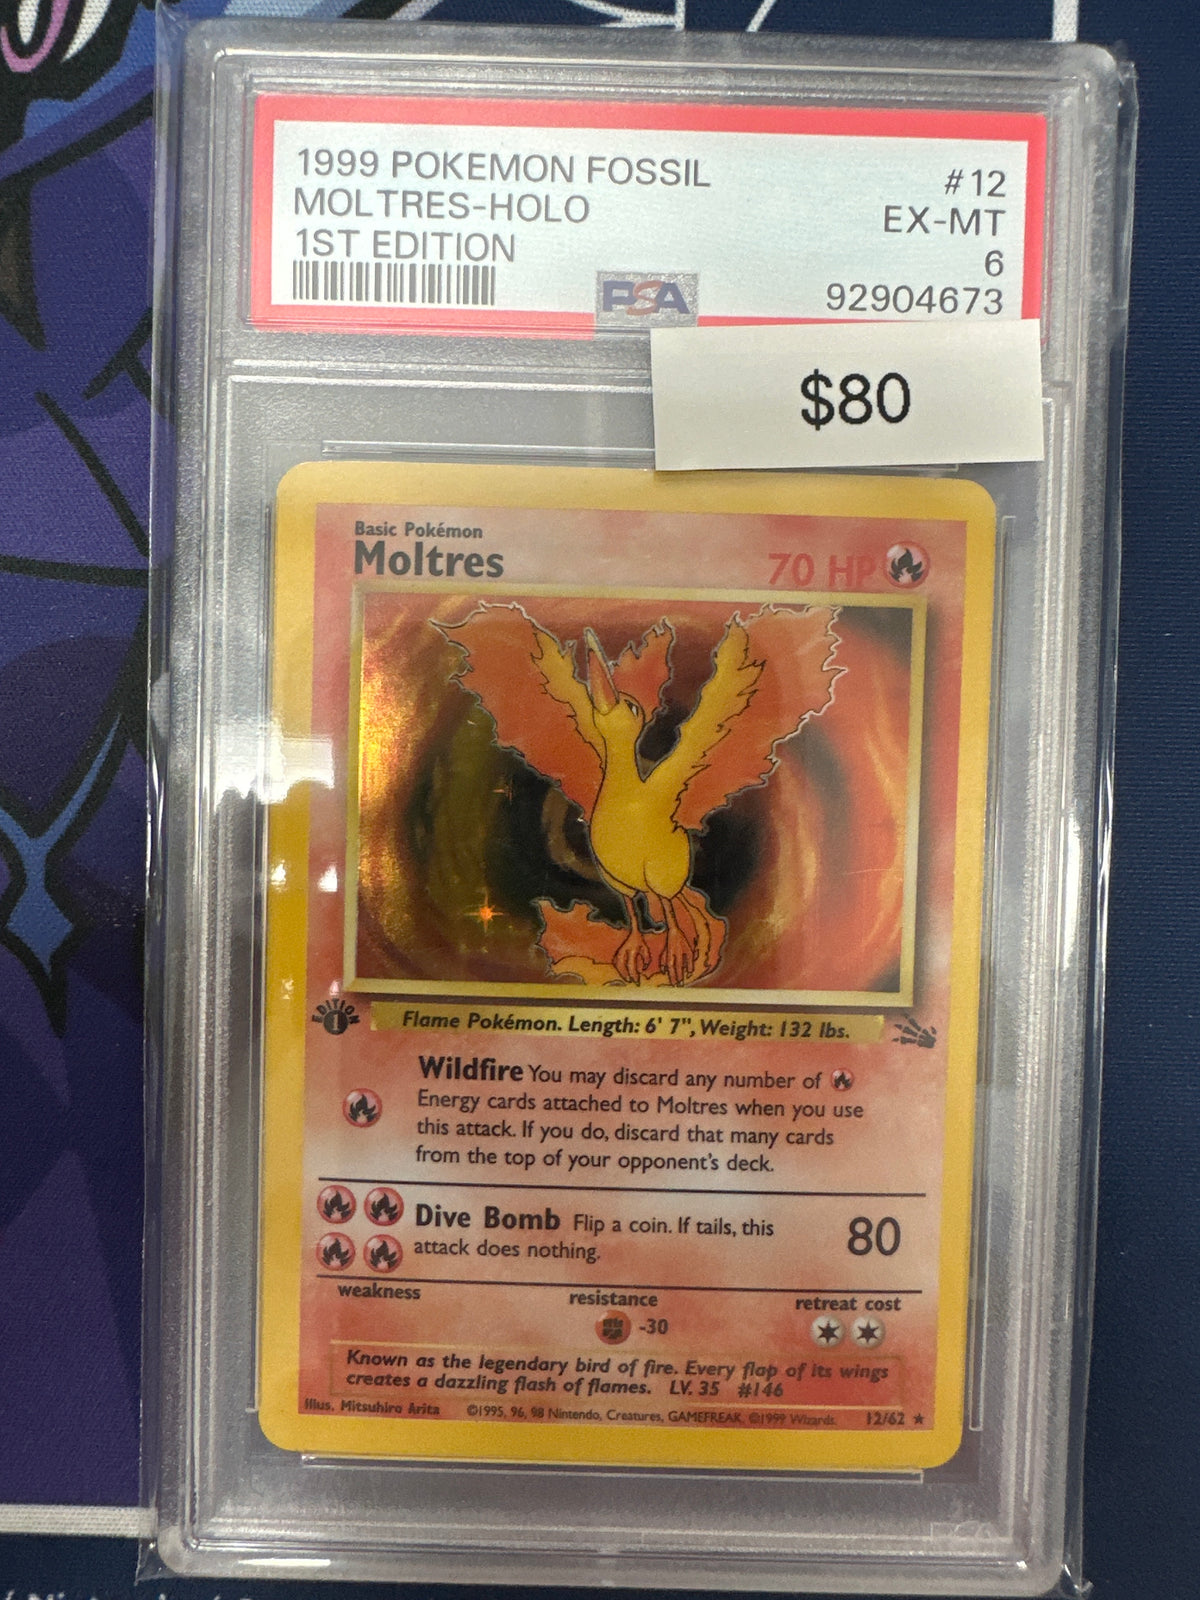 1999 POKEMON FOSSIL
#12
MOLTRES-HOLO
EX-MT
1ST EDITION
6
PSA
92904673
$80
Basic Pokémon
Moltres
70 HP
EDITION
1
Flame Pokémon. Length: 6' 7", Weight: 132 lbs.
Wildfire You may discard any number of
Energy cards attached to Moltres when you use
this attack. If you do, discard that many cards
from the top of your opponent's deck.
Dive Bomb Flip a coin. If tails, this
attack does nothing.
80
weakness
resistance
retreat cost
-30
Known as the legendary bird of fire. Every flap of its wings
creates a dazzling flash of flames. LV. 35 #146
Illus. Mitsuhiro Arita ©1995, 96, 98 Nintendo, Creatures, GAMEFREAK. ©1999 Wizards. 12/62 ★